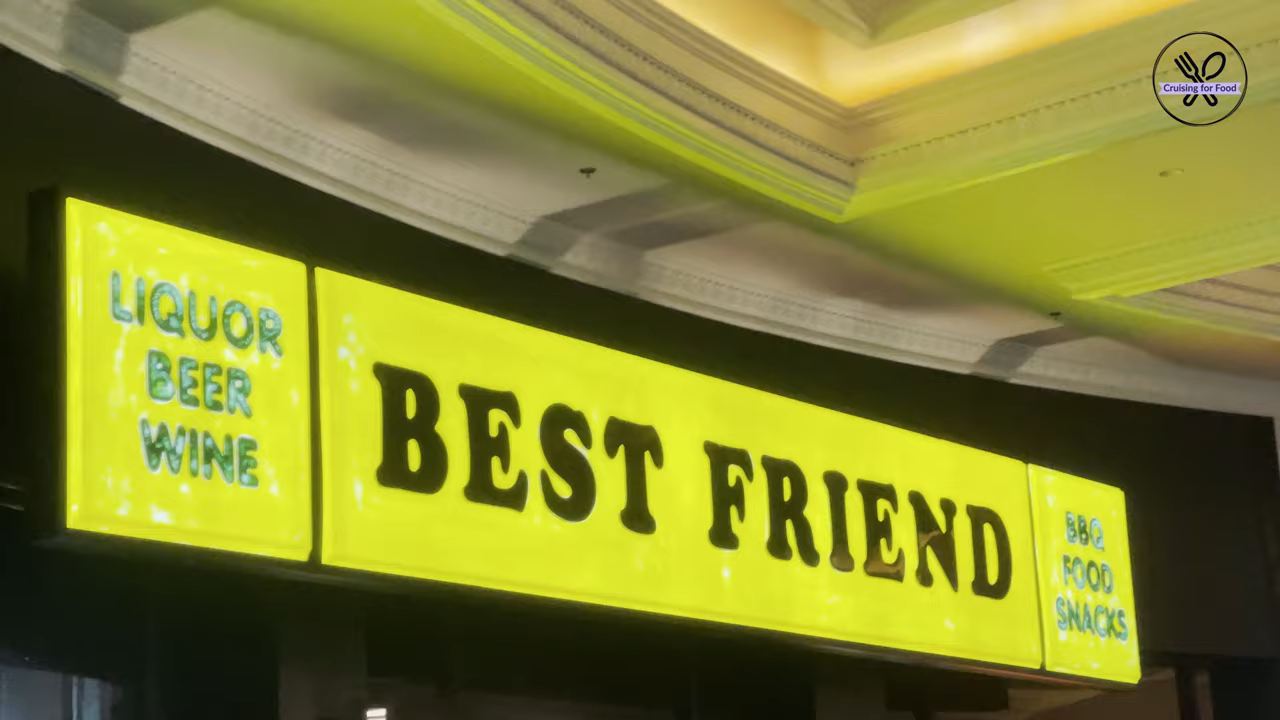 LIQUOR
BEER
WINE
BEST FRIEND
BBQ
FOOD
SNACKS
Cruising for Food